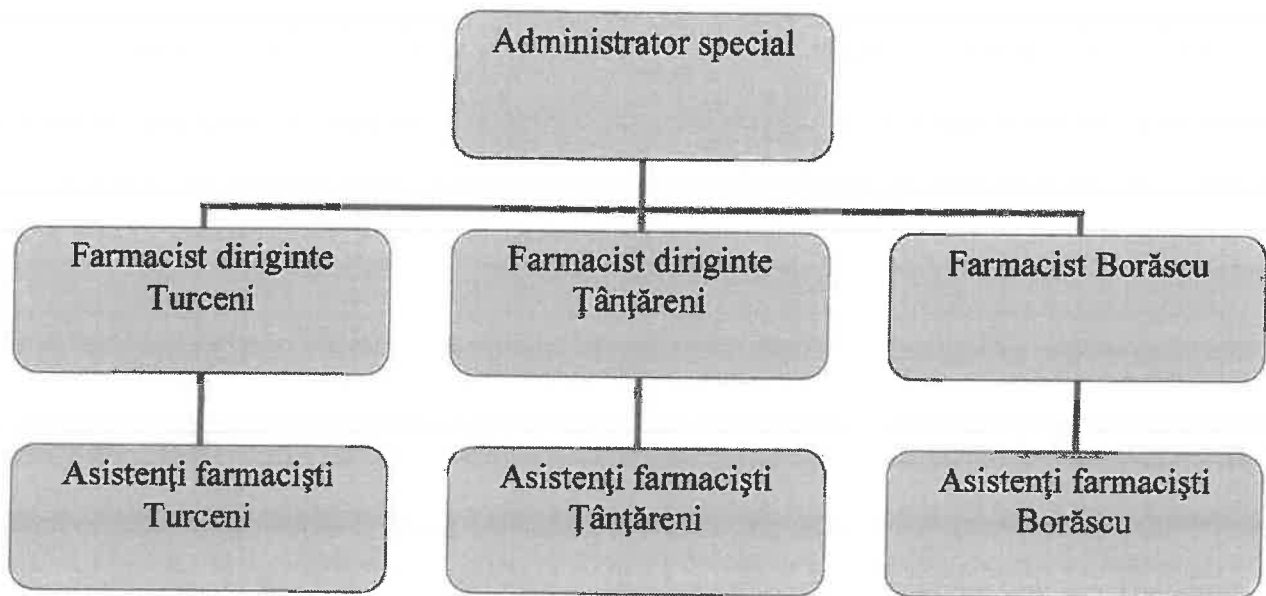 Administrator special
Farmacist diriginte
Turceni
Farmacist diriginte
Ţânţăreni
Farmacist Borăscu
Asistenţi farmacişti
Turceni
Asistenţi farmacişti
Ţânţăreni
Asistenţi farmacişti
Borăscu